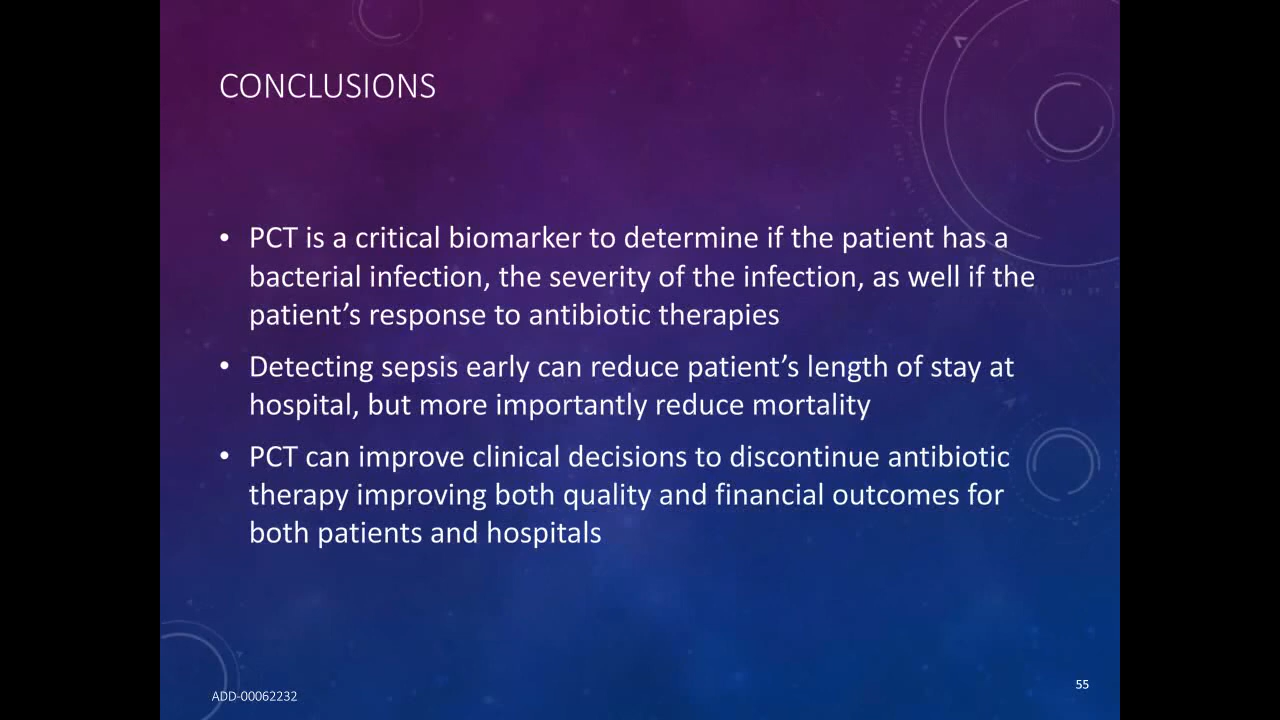 CONCLUSIONS
• PCT is a critical biomarker to determine if the patient has a
bacterial infection, the severity of the infection, as well if the
patient’s response to antibiotic therapies
• Detecting sepsis early can reduce patient’s length of stay at
hospital, but more importantly reduce mortality
• PCT can improve clinical decisions to discontinue antibiotic
therapy improving both quality and financial outcomes for
both patients and hospitals
55
ADD-00062232